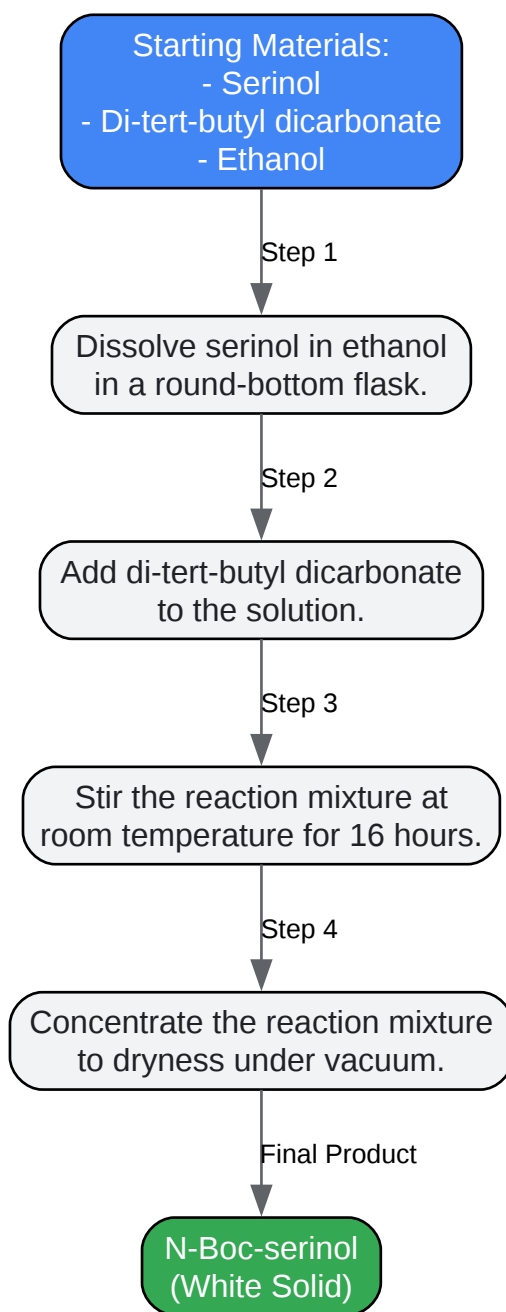 Starting Materials:
- Serinol
- Di-tert-butyl dicarbonate
- Ethanol
Step 1
Dissolve serinol in ethanol
in a round-bottom flask.
Step 2
Add di-tert-butyl dicarbonate
to the solution.
Step 3
Stir the reaction mixture at
room temperature for 16 hours.
Step 4
Concentrate the reaction mixture
to dryness under vacuum.
Final Product
N-Boc-serinol
(White Solid)